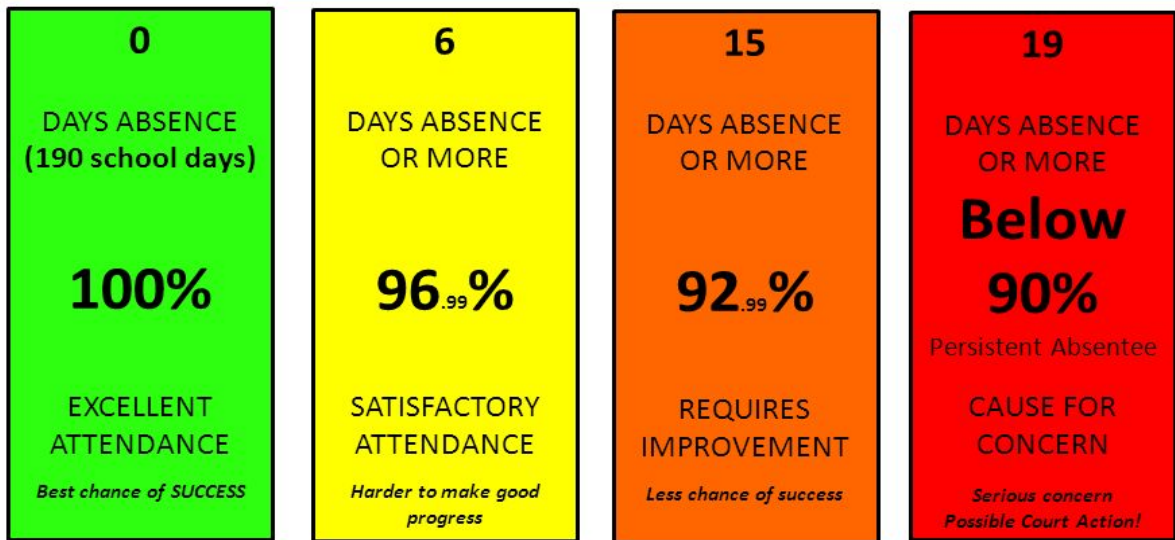 0
DAYS ABSENCE
(190 school days)
100%
EXCELLENT
ATTENDANCE
Best chance of SUCCESS
6
DAYS ABSENCE
OR MORE
96.99%
SATISFACTORY
ATTENDANCE
Harder to make good
progress
15
DAYS ABSENCE
OR MORE
92.99%
REQUIRES
IMPROVEMENT
Less chance of success
19
DAYS ABSENCE
OR MORE
Below
90%
Persistent Absentee
CAUSE FOR
CONCERN
Serious concern
Possible Court Action!